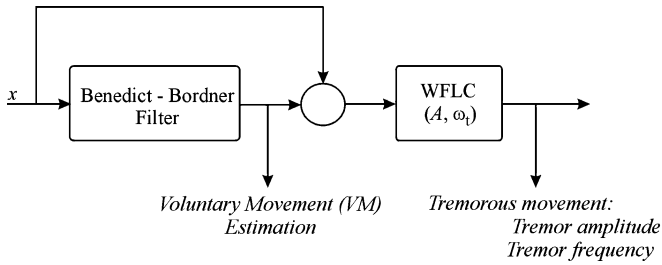 x
Benedict - Bordner
Filter
WFLC
(A, ωt)
Voluntary Movement (VM)
Estimation
Tremorous movement:
Tremor amplitude
Tremor frequency